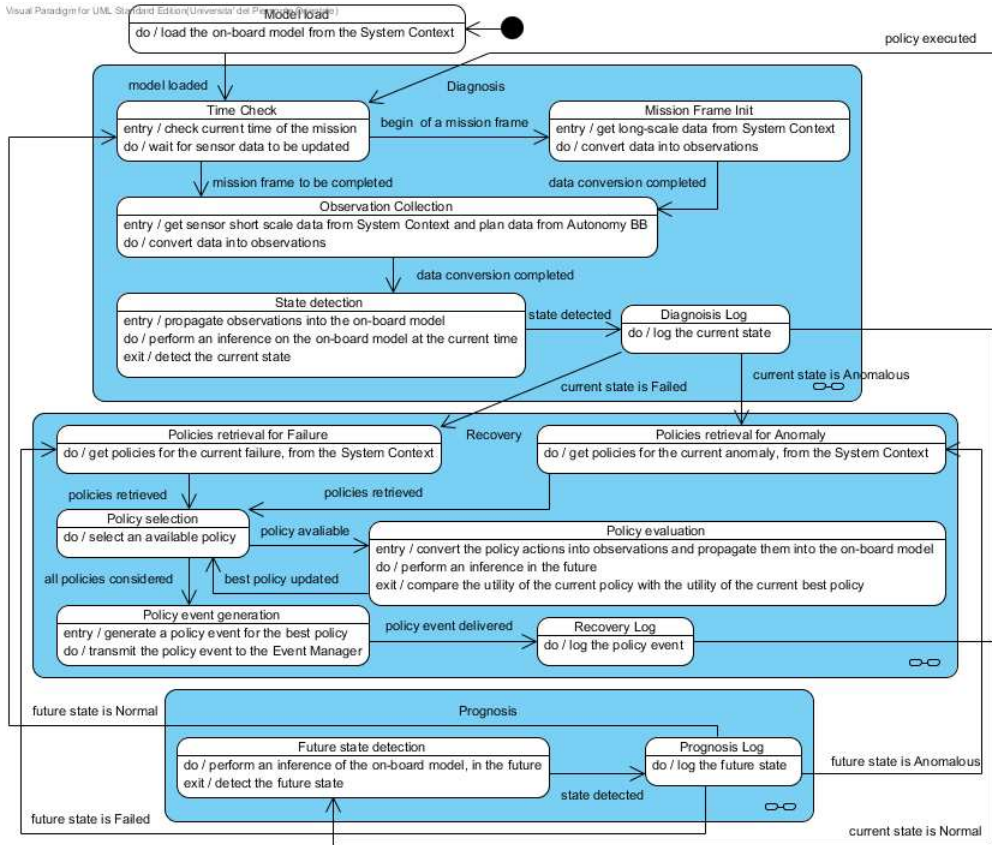 Visual Paradigm for UML Standard Edition(Universita' del Piemonte Orientale)
Model load
do / load the on-board model from the System Context
policy executed
model loaded
Diagnosis
Time Check
entry / check current time of the mission
do / wait for sensor data to be updated
begin of a mission frame
Mission Frame Init
entry / get long-scale data from System Context
do / convert data into observations
mission frame to be completed
data conversion completed
Observation Collection
entry / get sensor short scale data from System Context and plan data from Autonomy BB
do / convert data into observations
data conversion completed
State detection
entry / propagate observations into the on-board model
do / perform an inference on the on-board model at the current time
exit / detect the current state
state detected
Diagnoisis Log
do / log the current state
current state is Failed
current state is Anomalous
Recovery
Policies retrieval for Failure
do / get policies for the current failure, from the System Context
Policies retrieval for Anomaly
do / get policies for the current anomaly, from the System Context
policies retrieved
policies retrieved
Policy selection
do / select an available policy
policy avaliable
Policy evaluation
entry / convert the policy actions into observations and propagate them into the on-board model
do / perform an inference in the future
exit / compare the utility of the current policy with the utility of the current best policy
all policies considered
best policy updated
Policy event generation
entry / generate a policy event for the best policy
do / transmit the policy event to the Event Manager
policy event delivered
Recovery Log
do / log the policy event
future state is Normal
Prognosis
Future state detection
do / perform an inference of the on-board model, in the future
exit / detect the future state
state detected
Prognosis Log
do / log the future state
future state is Anomalous
future state is Failed
current state is Normal